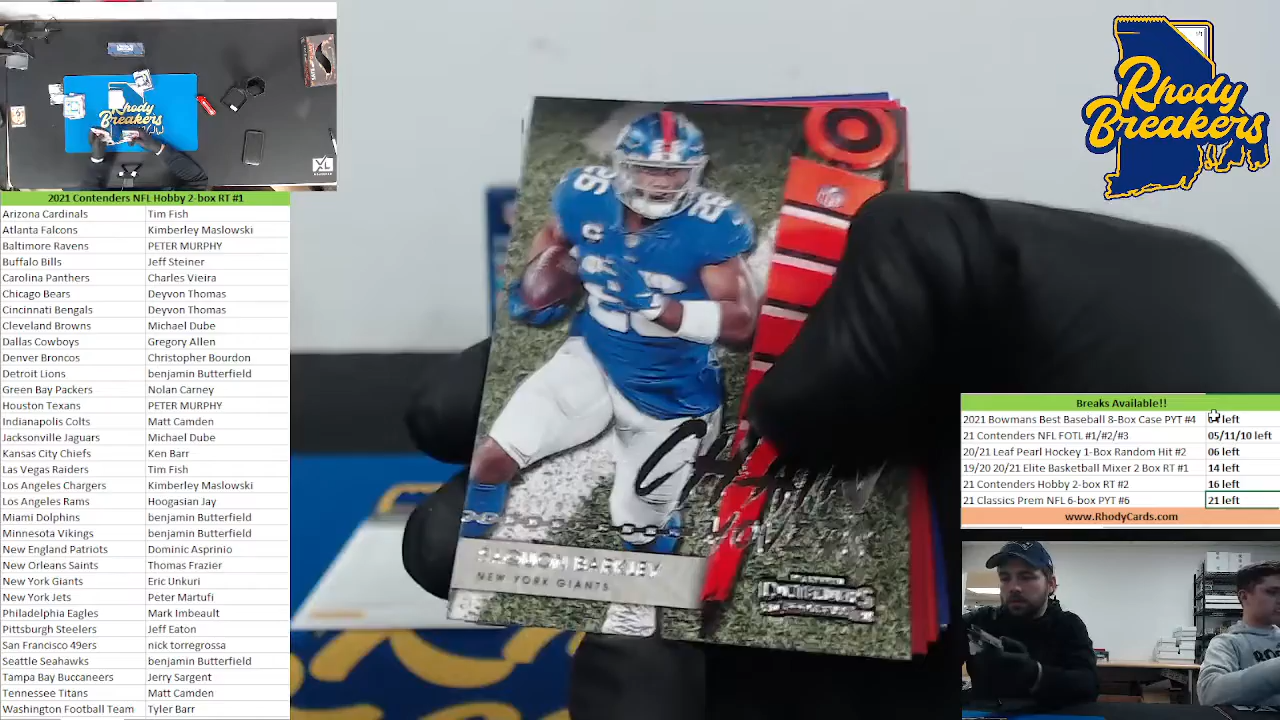 2021 Contenders NFL Hobby 2-box RT #1
Arizona Cardinals Tim Fish
Atlanta Falcons Kimberley Maslowski
Baltimore Ravens PETER MURPHY
Buffalo Bills Jeff Steiner
Carolina Panthers Charles Vieira
Chicago Bears Deyvon Thomas
Cincinnati Bengals Deyvon Thomas
Cleveland Browns Michael Dube
Dallas Cowboys Gregory Allen
Denver Broncos Christopher Bourdon
Detroit Lions benjamin Butterfield
Green Bay Packers Nolan Carney
Houston Texans PETER MURPHY
Indianapolis Colts Matt Camden
Jacksonville Jaguars Michael Dube
Kansas City Chiefs Ken Barr
Las Vegas Raiders Tim Fish
Los Angeles Chargers Kimberley Maslowski
Los Angeles Rams Hoogasian Jay
Miami Dolphins benjamin Butterfield
Minnesota Vikings benjamin Butterfield
New England Patriots Dominic Asprinio
New Orleans Saints Thomas Frazier
New York Giants Eric Unkuri
New York Jets Peter Martufi
Philadelphia Eagles Mark Imbeault
Pittsburgh Steelers Jeff Eaton
San Francisco 49ers nick torregrossa
Seattle Seahawks benjamin Butterfield
Tampa Bay Buccaneers Jerry Sargent
Tennessee Titans Matt Camden
Washington Football Team Tyler Barr
Rhody
Breakers
XL
NFL
26
26
C
SAQUON BARKLEY
NEW YORK GIANTS
CONTENDERS
Rhody
Breakers
Breaks Available!!
2021 Bowmans Best Baseball 8-Box Case PYT #4 left
21 Contenders NFL FOTL #1/#2/#3 05/11/10 left
20/21 Leaf Pearl Hockey 1-Box Random Hit #2 06 left
19/20 20/21 Elite Basketball Mixer 2 Box RT #1 14 left
21 Contenders Hobby 2-box RT #2 16 left
21 Classics Prem NFL 6-box PYT #6 21 left
www.RhodyCards.com